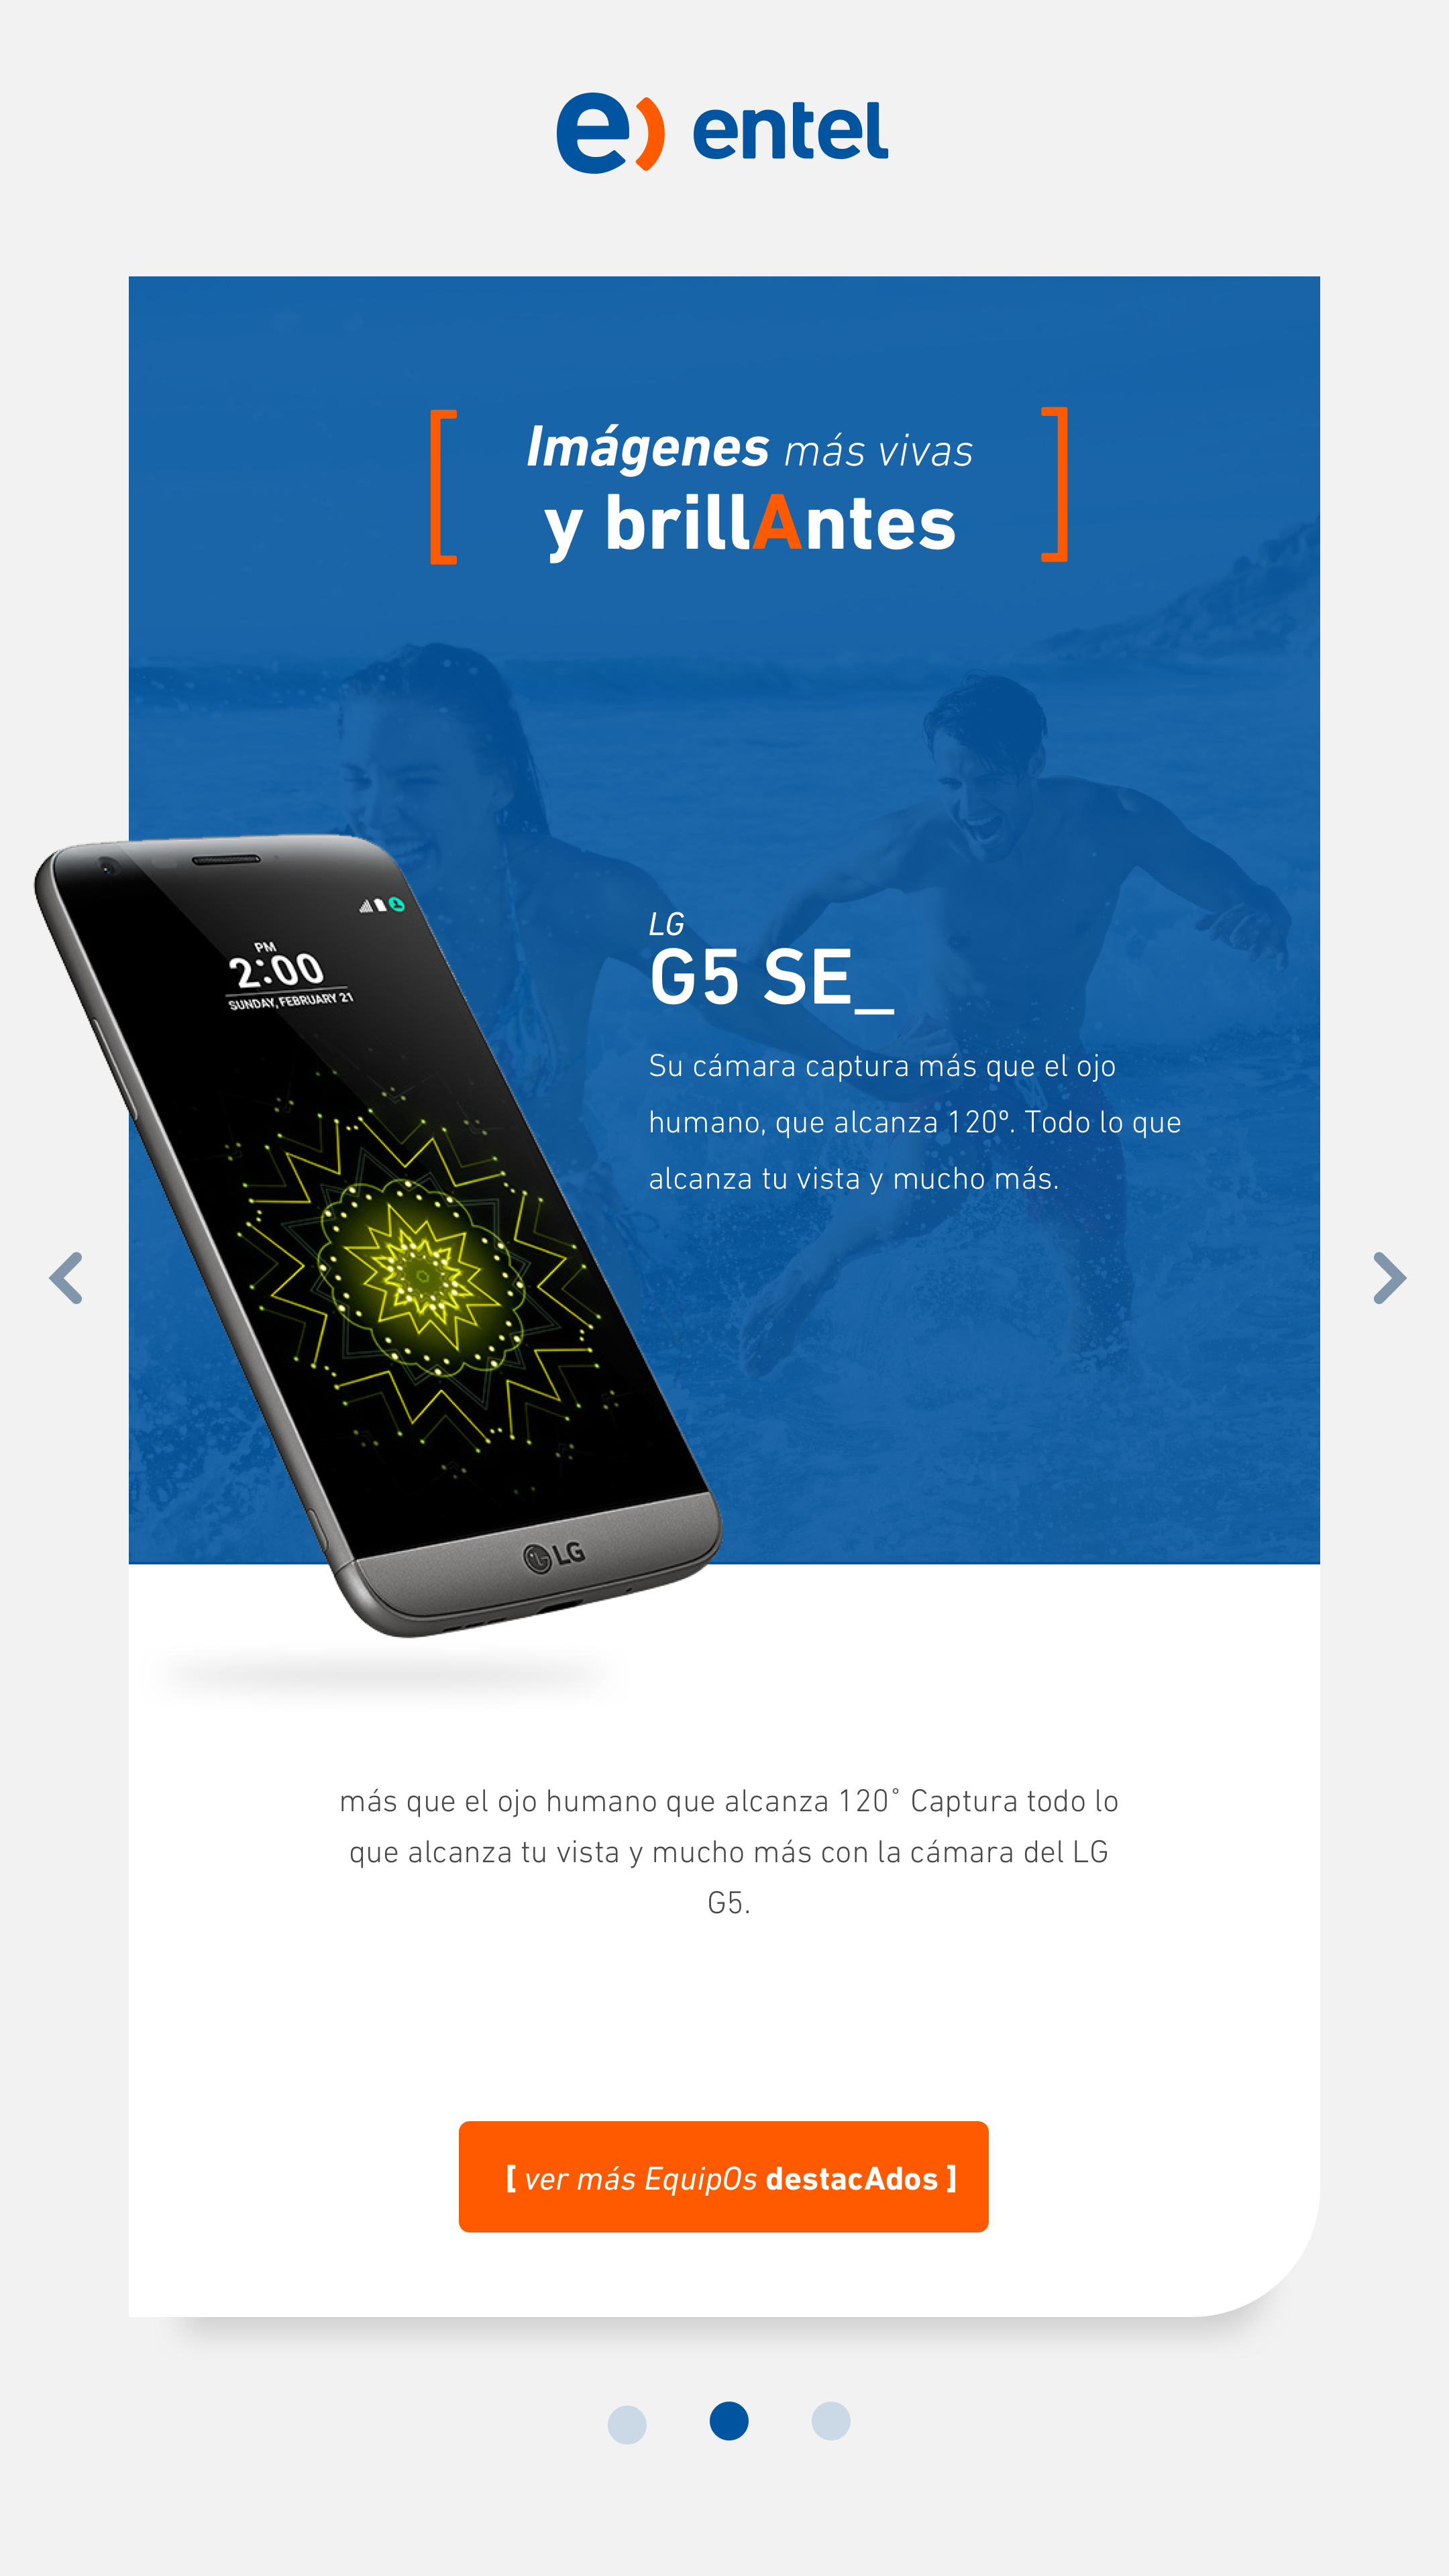 e) entel
[ Imágenes más vivas ]
y brillAntes
PM
2:00
SUNDAY, FEBRUARY 21
LG
G5 SE_
Su cámara captura más que el ojo
humano, que alcanza 120º. Todo lo que
alcanza tu vista y mucho más.
LG
más que el ojo humano que alcanza 120° Captura todo lo
que alcanza tu vista y mucho más con la cámara del LG
G5.
[ ver más EquipOs destacAdos ]